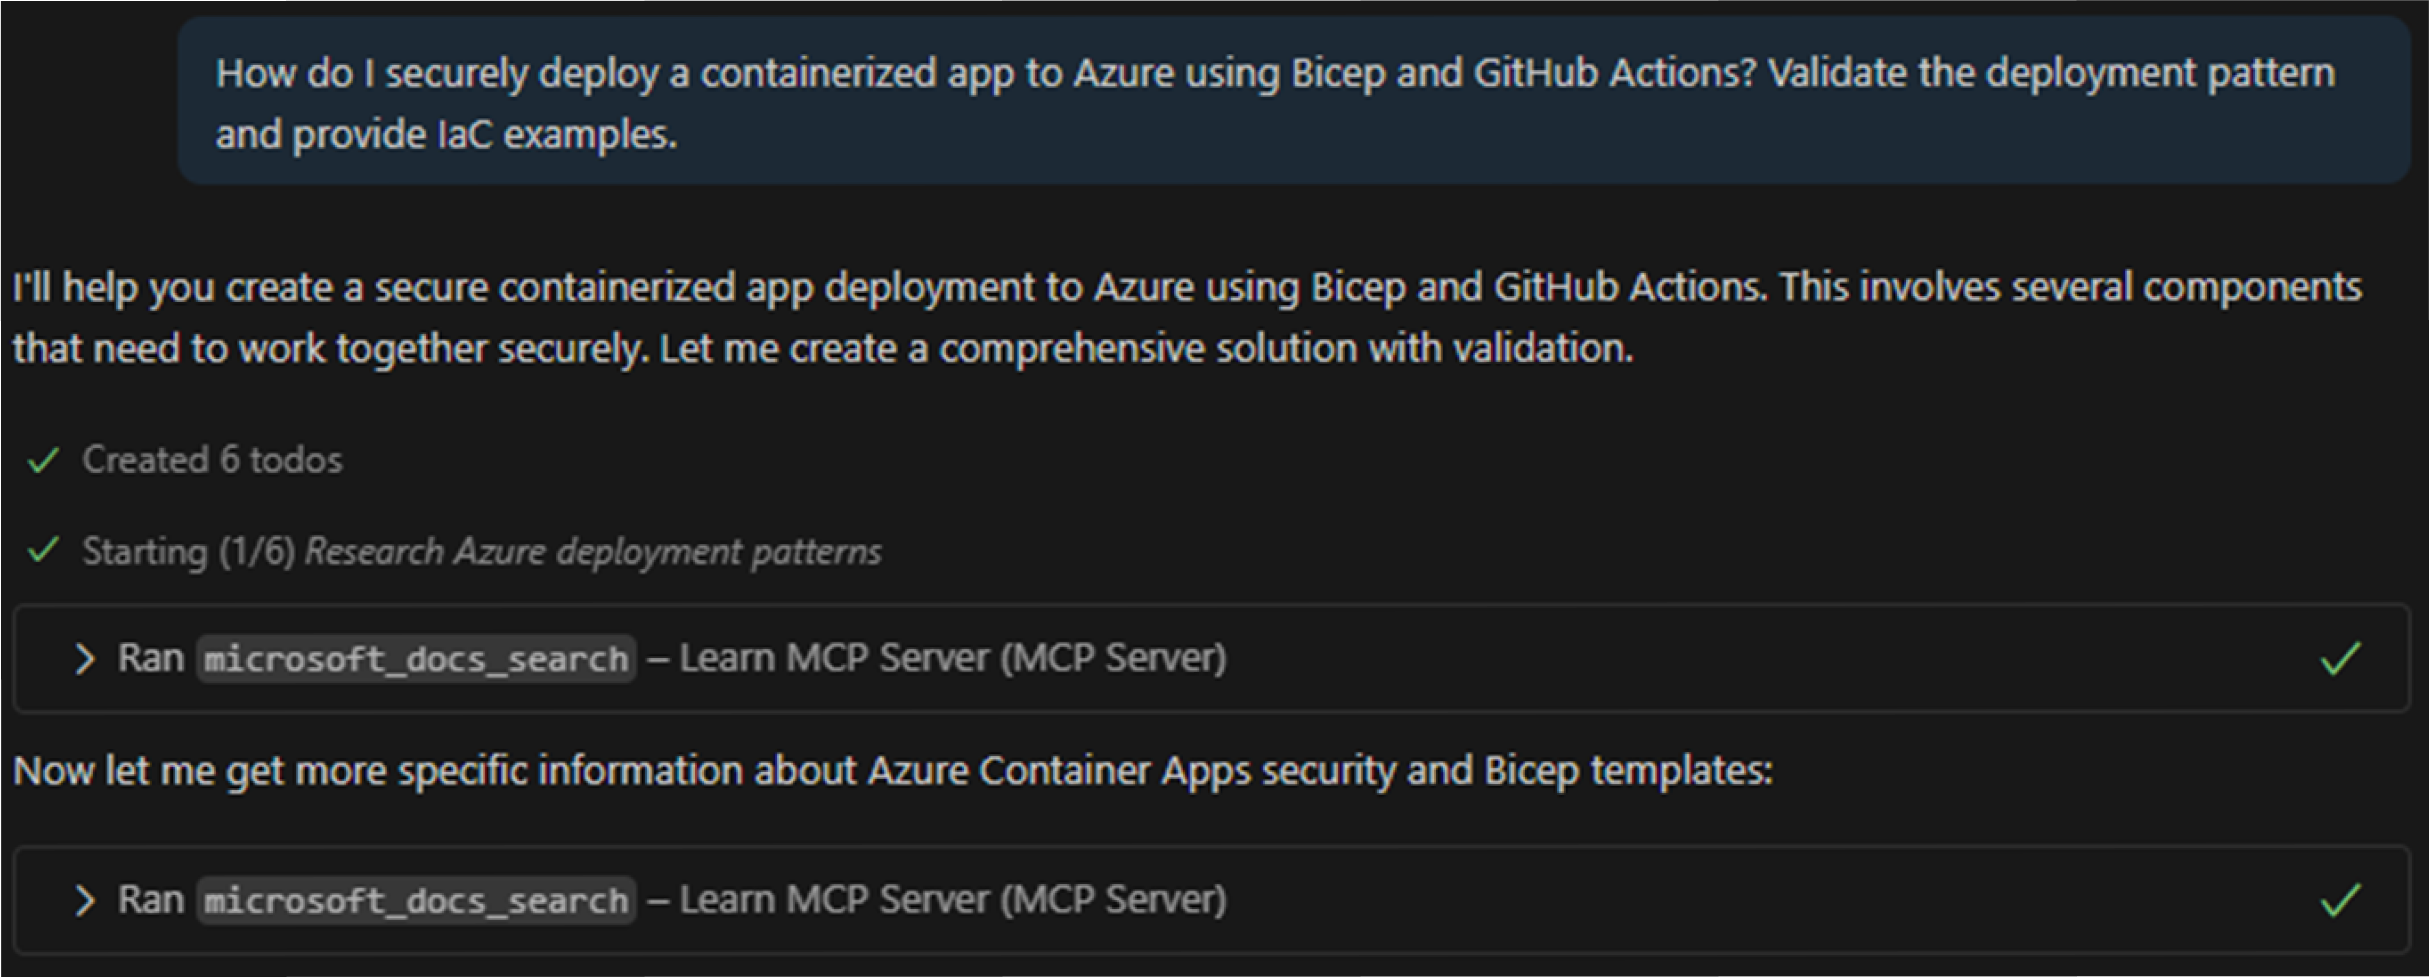 How do I securely deploy a containerized app to Azure using Bicep and GitHub Actions? Validate the deployment pattern
and provide IaC examples.
I'll help you create a secure containerized app deployment to Azure using Bicep and GitHub Actions. This involves several components
that need to work together securely. Let me create a comprehensive solution with validation.
Created 6 todos
Starting (1/6) Research Azure deployment patterns
Ran microsoft_docs_search – Learn MCP Server (MCP Server)
Now let me get more specific information about Azure Container Apps security and Bicep templates:
Ran microsoft_docs_search – Learn MCP Server (MCP Server)